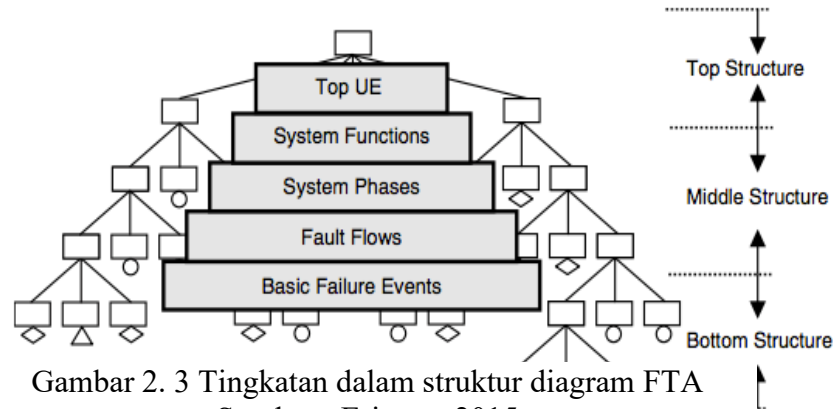 Top UE
System Functions
System Phases
Fault Flows
Basic Failure Events
Top Structure
Middle Structure
Bottom Structure
Gambar 2. 3 Tingkatan dalam struktur diagram FTA